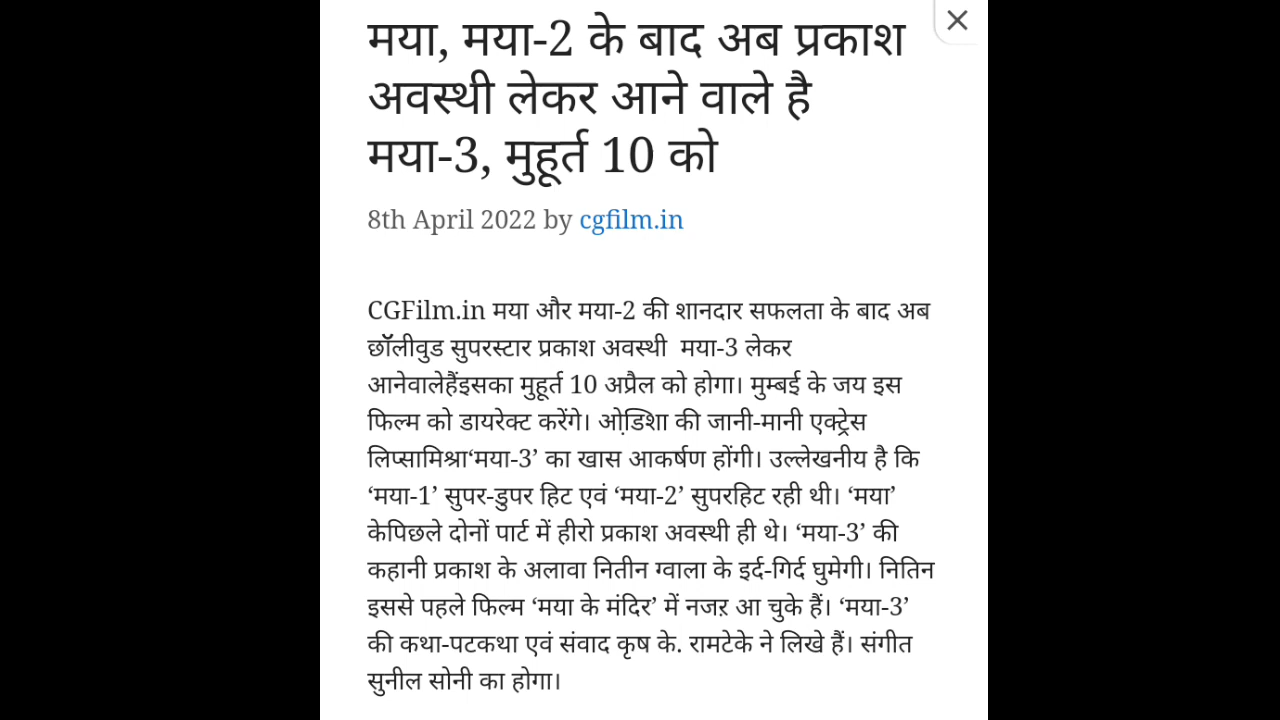 मया, मया-2 के बाद अब प्रकाश
अवस्थी लेकर आने वाले है
मया-3, मुहूर्त 10 को
8th April 2022 by cgfilm.in
CGFilm.in मया और मया-2 की शानदार सफलता के बाद अब
छॉलीवुड सुपरस्टार प्रकाश अवस्थी  मया-3 लेकर
आनेवालेहैंइसका मुहूर्त 10 अप्रैल को होगा। मुम्बई के जय इस
फिल्म को डायरेक्ट करेंगे। ओडि़शा की जानी-मानी एक्ट्रेस
लिप्सामिश्रा‘मया-3’ का खास आकर्षण होंगी। उल्लेखनीय है कि
‘मया-1’ सुपर-डुपर हिट एवं ‘मया-2’ सुपरहिट रही थी। ‘मया’
केपिछले दोनों पार्ट में हीरो प्रकाश अवस्थी ही थे। ‘मया-3’ की
कहानी प्रकाश के अलावा नितीन ग्वाला के इर्द-गिर्द घुमेगी। नितिन
इससे पहले फिल्म ‘मया के मंदिर’ में नजऱ आ चुके हैं। ‘मया-3’
की कथा-पटकथा एवं संवाद कृष के. रामटेके ने लिखे हैं। संगीत
सुनील सोनी का होगा।